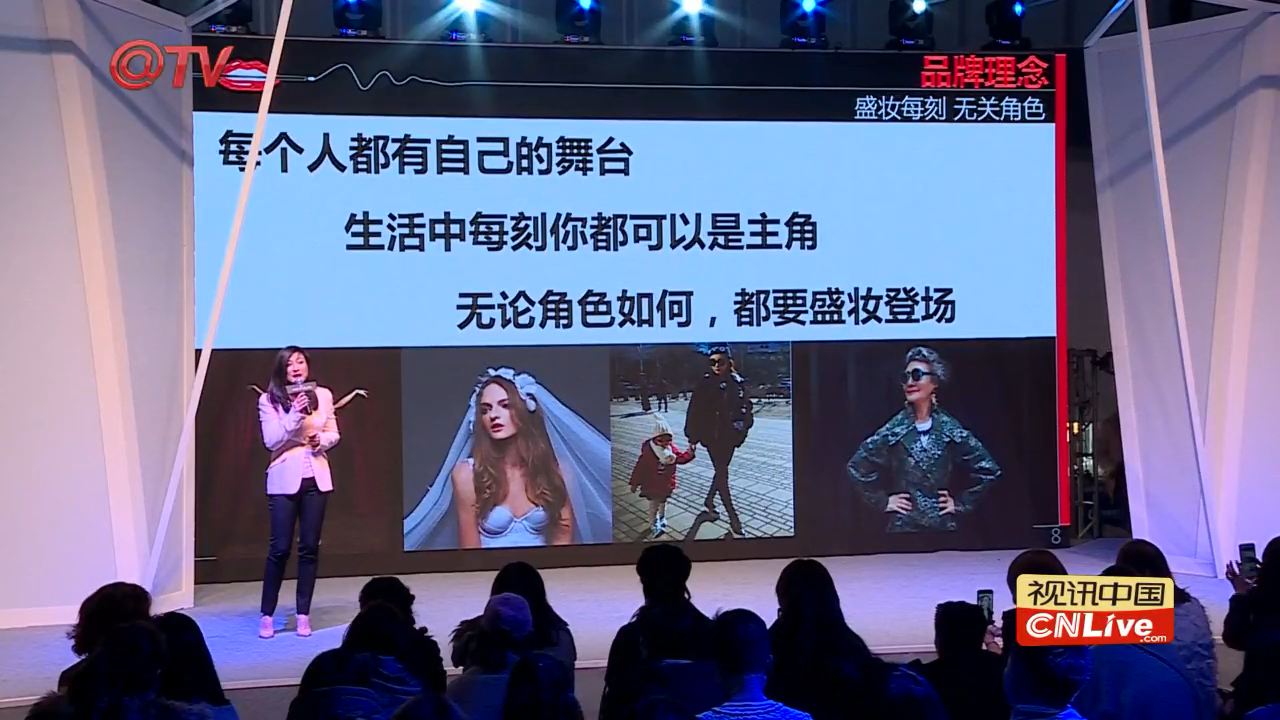 @TV
品牌理念
盛妆每刻 无关角色
每个人都有自己的舞台
生活中每刻你都可以是主角
无论角色如何，都要盛妆登场
8
视讯中国
CNLive.com